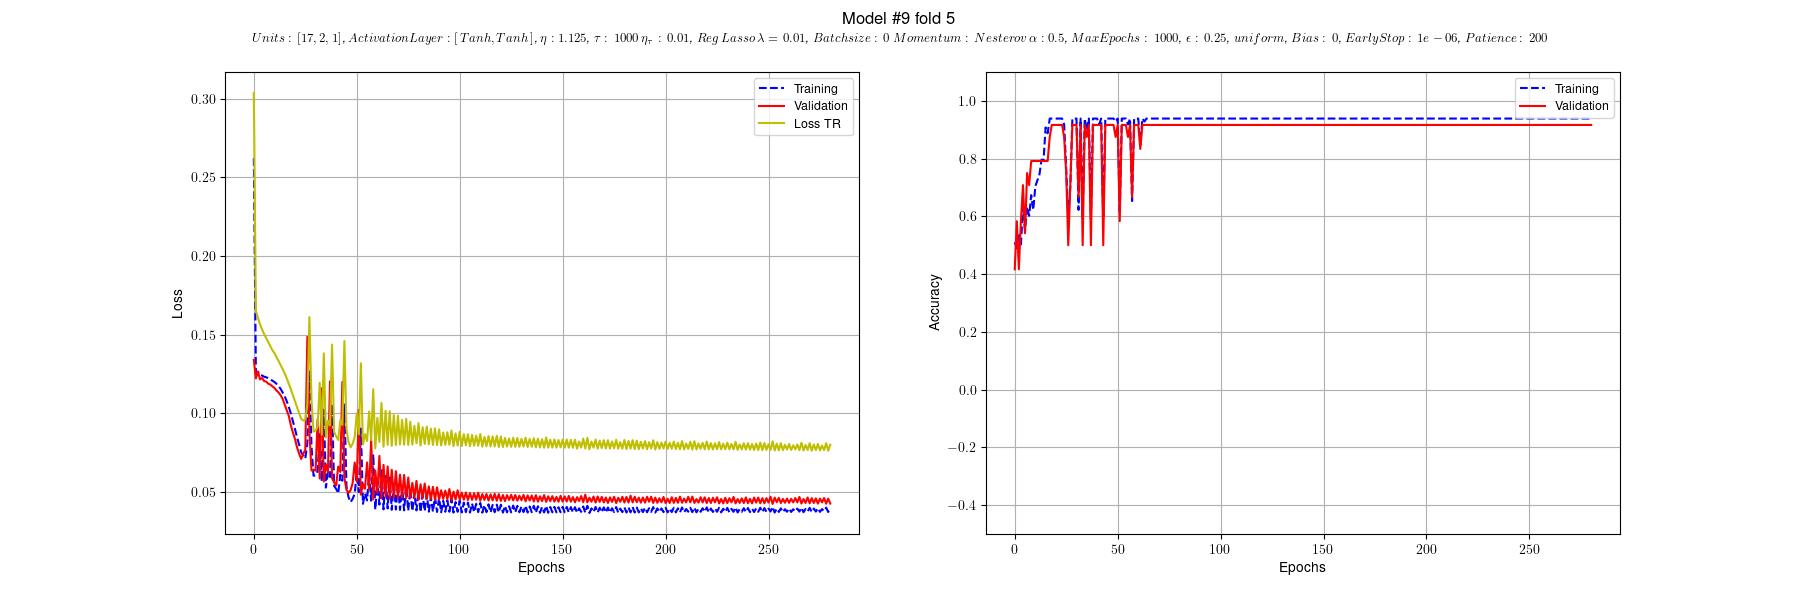 Model #9 fold 5
Units : [17, 2, 1], ActivationLayer : [Tanh, Tanh], η : 1.125, τ : 1000 η_τ : 0.01, Reg Lasso λ = 0.01, Batchsize : 0 Momentum : Nesterov α : 0.5, MaxEpochs : 1000, ϵ : 0.25, uniform, Bias : 0, EarlyStop : 1e − 06, Patience : 200
Training
Validation
Loss TR
0.30
0.25
0.20
0.15
0.10
0.05
Loss
0 50 100 150 200 250
Epochs
Training
Validation
1.0
0.8
0.6
0.4
0.2
0.0
−0.2
−0.4
Accuracy
0 50 100 150 200 250
Epochs